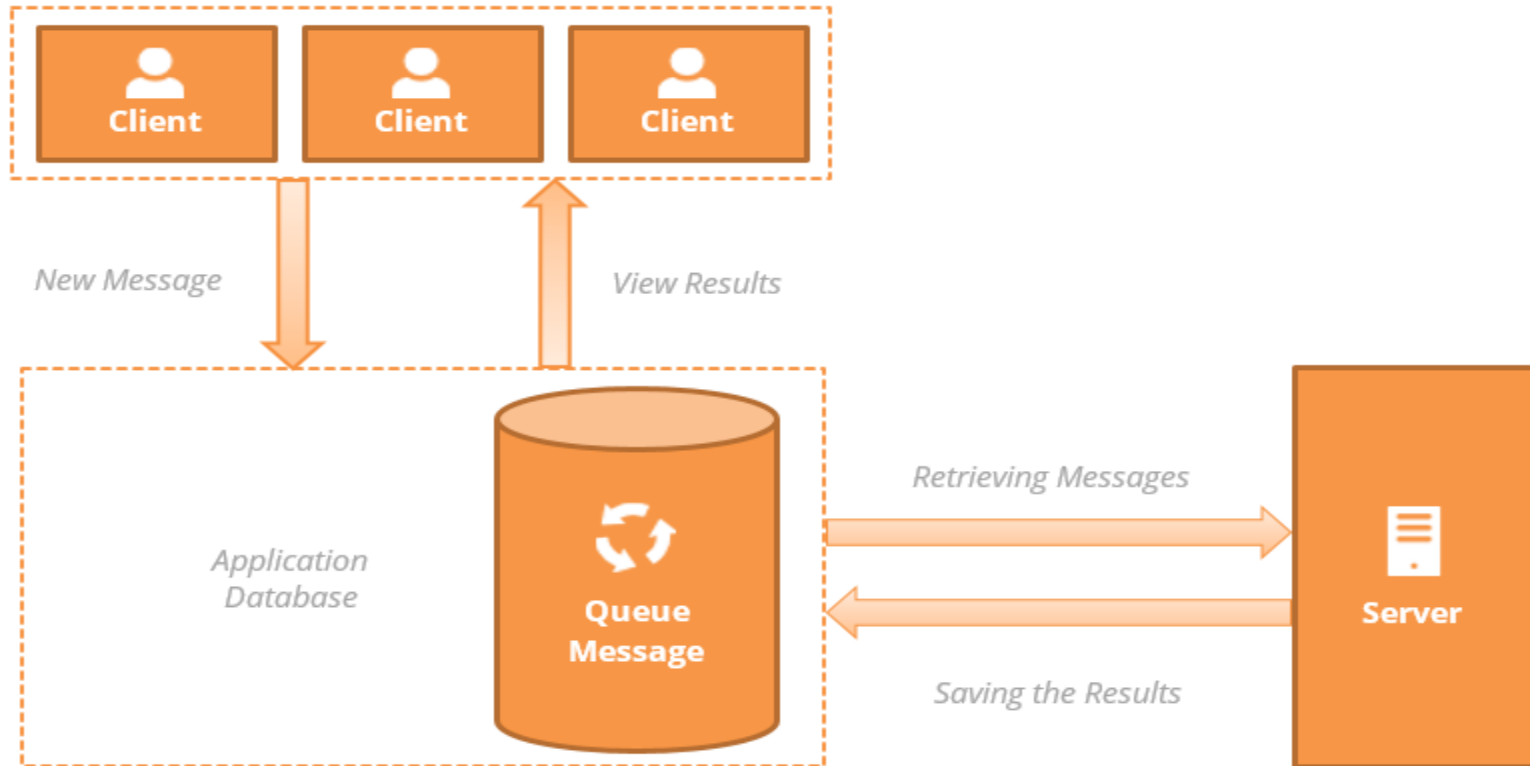 Client
Client
Client
New Message
View Results
Application
Database
Queue
Message
Retrieving Messages
Saving the Results
Server